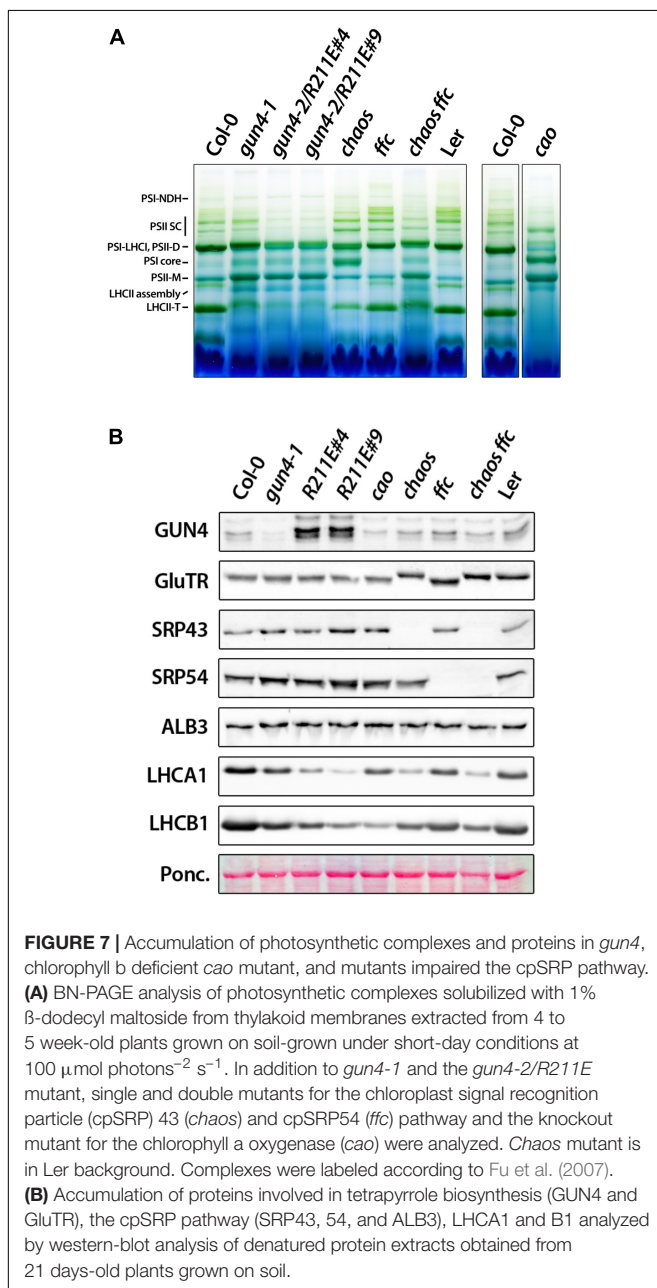 A
Col-0
gun4-1
gun4-2/R211E#4
gun4-2/R211E#9
chaos
ffc
chaos ffc
Ler
Col-0
cao
PSI-NDH
PSII SC
PSI-LHCI, PSII-D
PSI core
PSII-M
LHCII assembly
LHCII-T
B
Col-0
gun4-1
R211E#4
R211E#9
cao
chaos
ffc
chaos ffc
Ler
GUN4
GluTR
SRP43
SRP54
ALB3
LHCA1
LHCB1
Ponc.
FIGURE 7 | Accumulation of photosynthetic complexes and proteins in gun4,
chlorophyll b deficient cao mutant, and mutants impaired the cpSRP pathway.
(A) BN-PAGE analysis of photosynthetic complexes solubilized with 1%
ß-dodecyl maltoside from thylakoid membranes extracted from 4 to
5 week-old plants grown on soil-grown under short-day conditions at
100 μmol photons⁻² s⁻¹. In addition to gun4-1 and the gun4-2/R211E
mutant, single and double mutants for the chloroplast signal recognition
particle (cpSRP) 43 (chaos) and cpSRP54 (ffc) pathway and the knockout
mutant for the chlorophyll a oxygenase (cao) were analyzed. Chaos mutant is
in Ler background. Complexes were labeled according to Fu et al. (2007).
(B) Accumulation of proteins involved in tetrapyrrole biosynthesis (GUN4 and
GluTR), the cpSRP pathway (SRP43, 54, and ALB3), LHCA1 and B1 analyzed
by western-blot analysis of denatured protein extracts obtained from
21 days-old plants grown on soil.